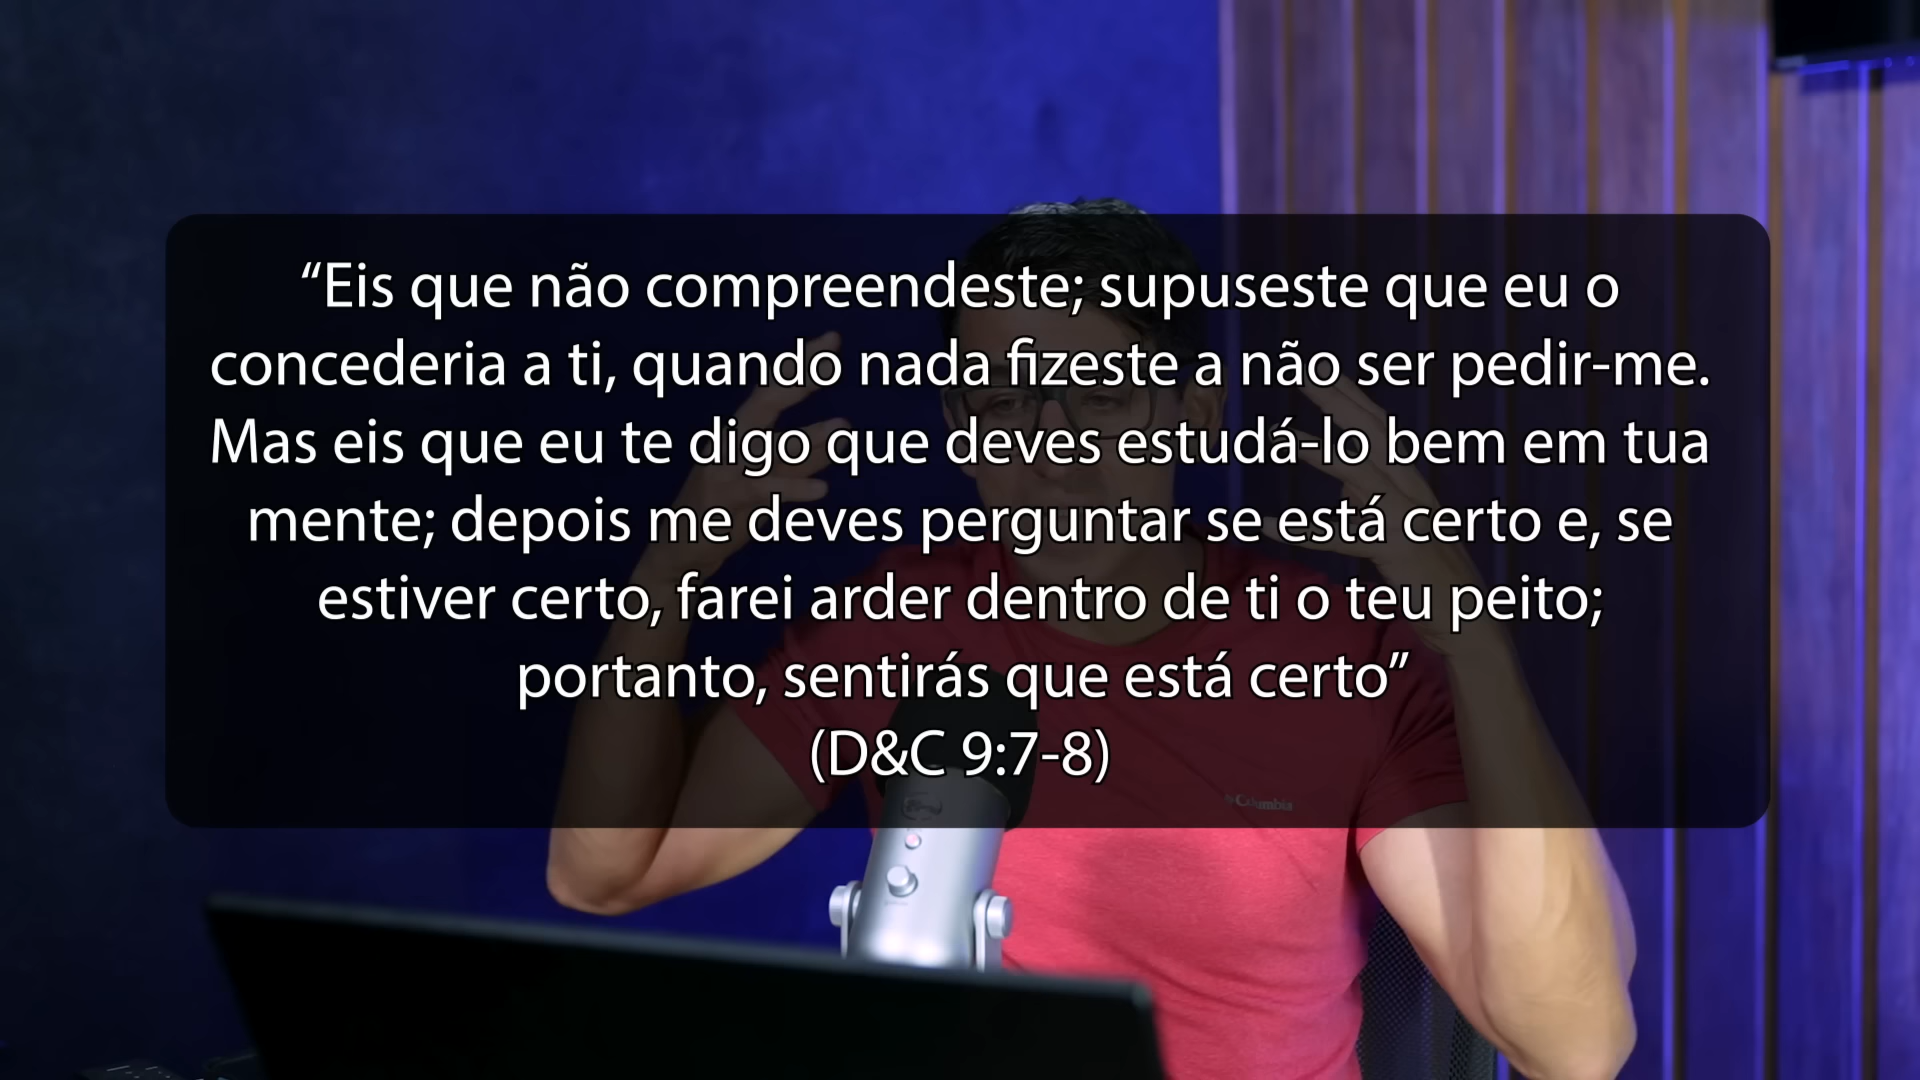 “Eis que não compreendeste; supuseste que eu o
concederia a ti, quando nada fizeste a não ser pedir-me.
Mas eis que eu te digo que deves estudá-lo bem em tua
mente; depois me deves perguntar se está certo e, se
estiver certo, farei arder dentro de ti o teu peito;
portanto, sentirás que está certo”
(D&C 9:7-8)
Columbia